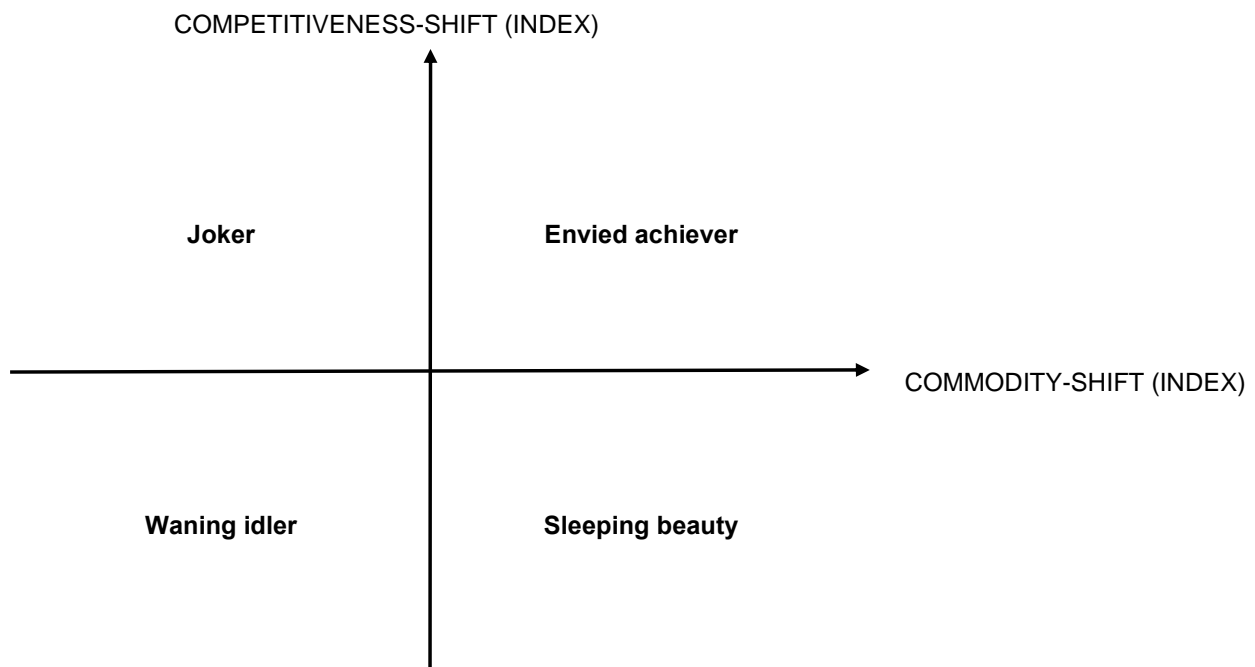 COMPETITIVENESS-SHIFT (INDEX)
Joker
Envied achiever
COMMODITY-SHIFT (INDEX)
Waning idler
Sleeping beauty